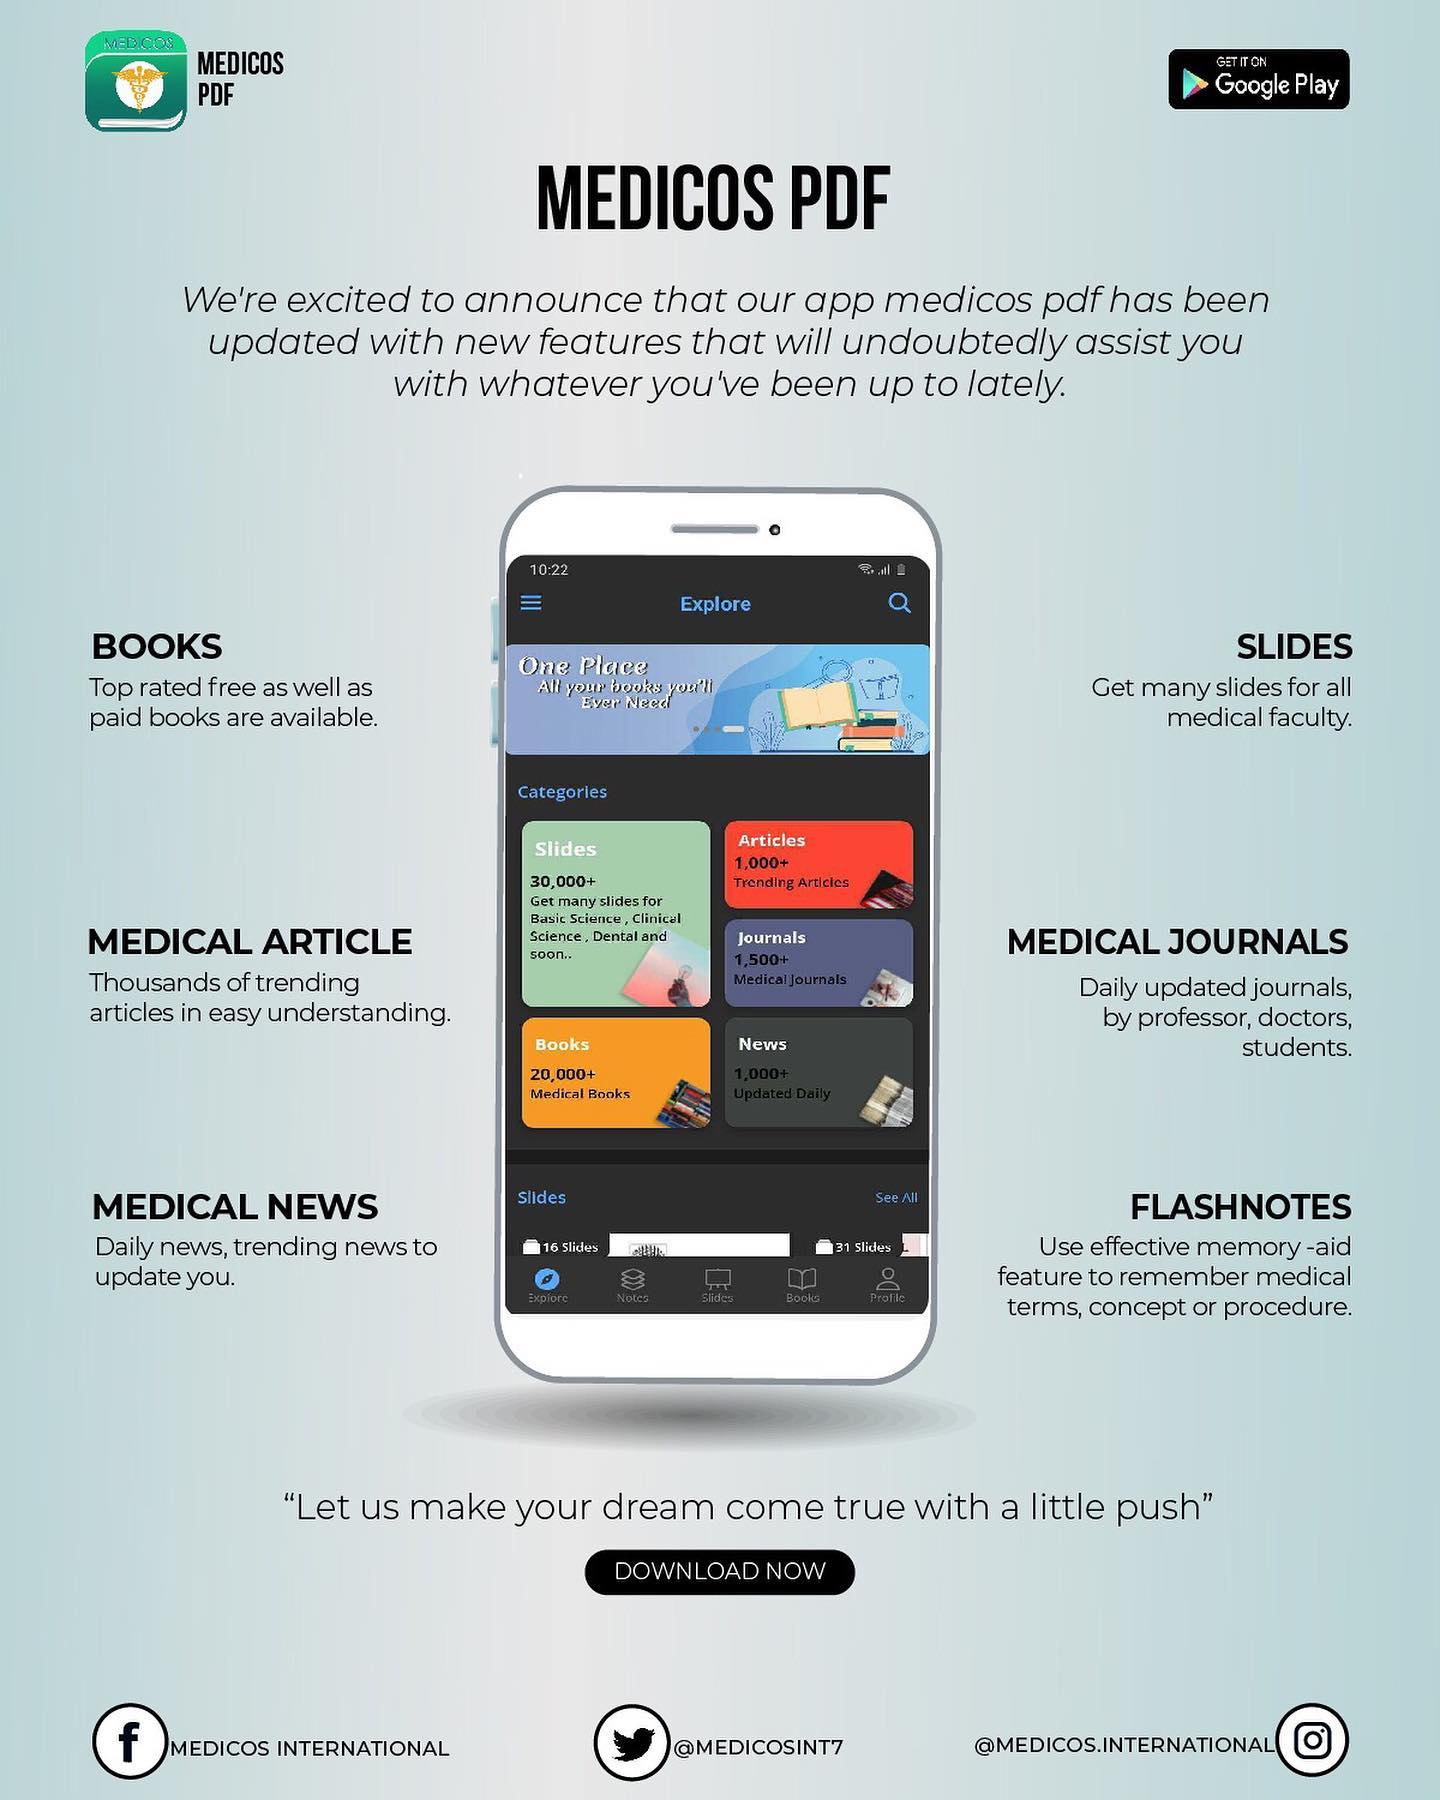 MEDICOS
MEDICOS
PDF
GET IT ON
Google Play
MEDICOS PDF
We're excited to announce that our app medicos pdf has been
updated with new features that will undoubtedly assist you
with whatever you've been up to lately.
10:22
Explore
One Place
All your books you'll
Ever Need
Categories
Slides
30,000+
Get many slides for
Basic Science , Clinical
Science , Dental and
soon..
Articles
1,000+
Trending Articles
Journals
1,500+
Medical Journals
Books
20,000+
Medical Books
News
1,000+
Updated Daily
Slides
See All
16 Slides
31 Slides
Explore
Notes
Slides
Books
Profile
BOOKS
Top rated free as well as
paid books are available.
MEDICAL ARTICLE
Thousands of trending
articles in easy understanding.
MEDICAL NEWS
Daily news, trending news to
update you.
SLIDES
Get many slides for all
medical faculty.
MEDICAL JOURNALS
Daily updated journals,
by professor, doctors,
students.
FLASHNOTES
Use effective memory -aid
feature to remember medical
terms, concept or procedure.
“Let us make your dream come true with a little push”
DOWNLOAD NOW
MEDICOS INTERNATIONAL
@MEDICOSINT7
@MEDICOS.INTERNATIONAL